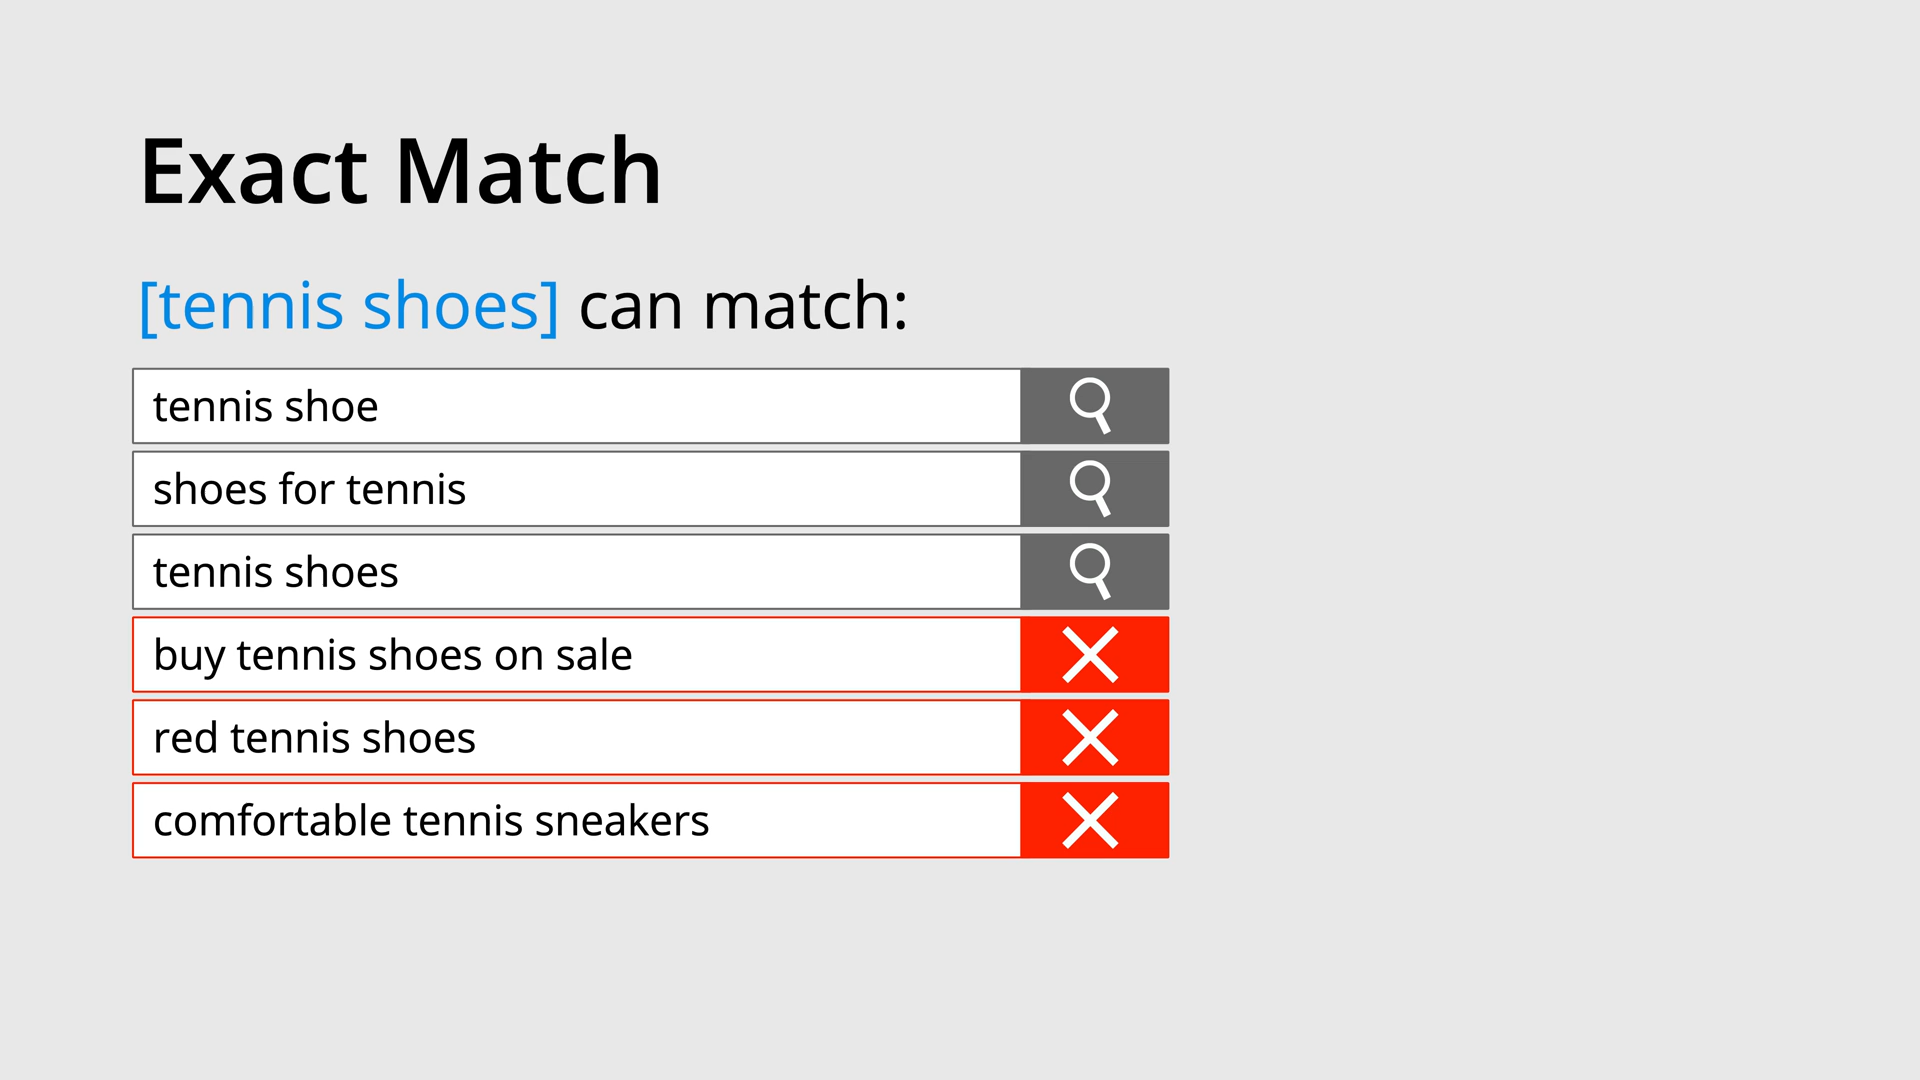 Exact Match
[tennis shoes] can match:
tennis shoe
shoes for tennis
tennis shoes
buy tennis shoes on sale
red tennis shoes
comfortable tennis sneakers